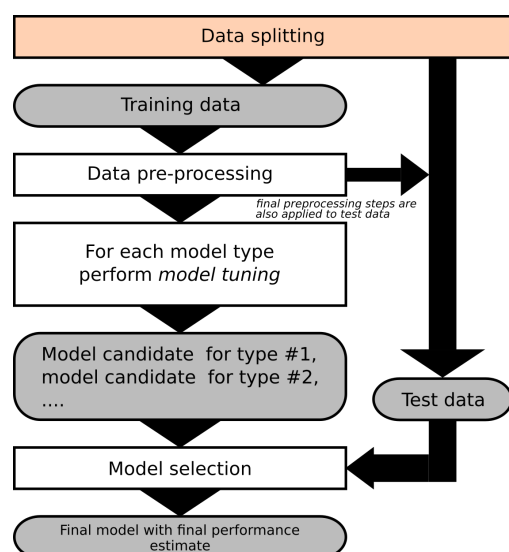 Data splitting
Training data
Data pre-processing
final preprocessing steps are
also applied to test data
For each model type
perform model tuning
Model candidate for type #1,
model candidate for type #2,
....
Test data
Model selection
Final model with final performance
estimate